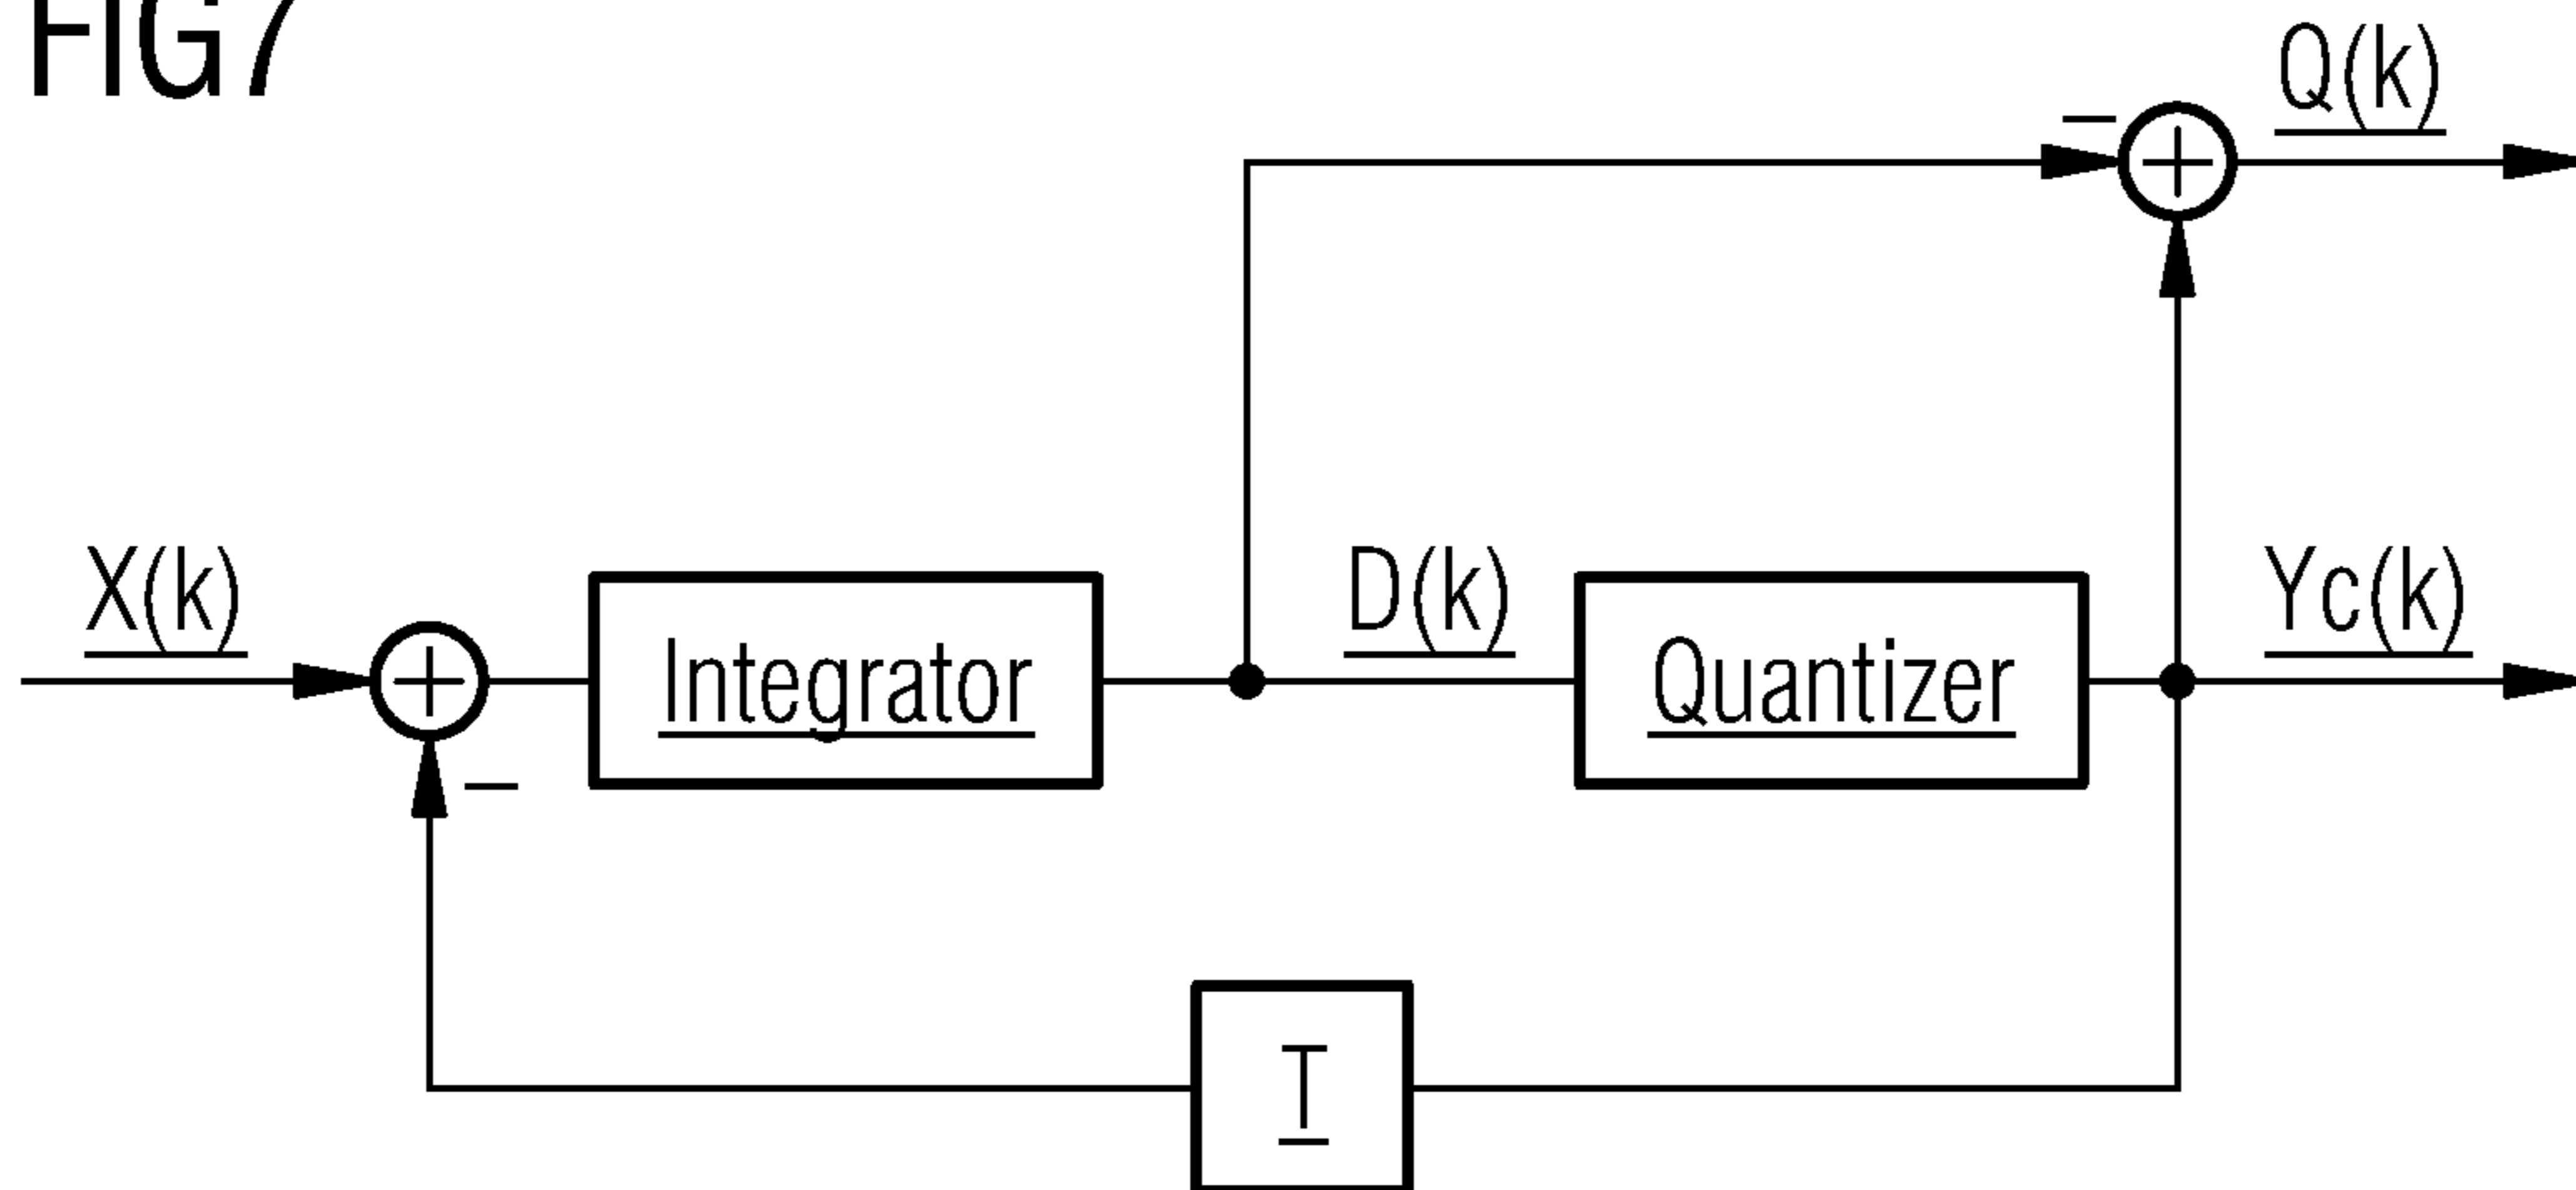 FIG7
Q(k)
X(k)
D(k)
Yc(k)
Integrator
Quantizer
T
−
−
+
+